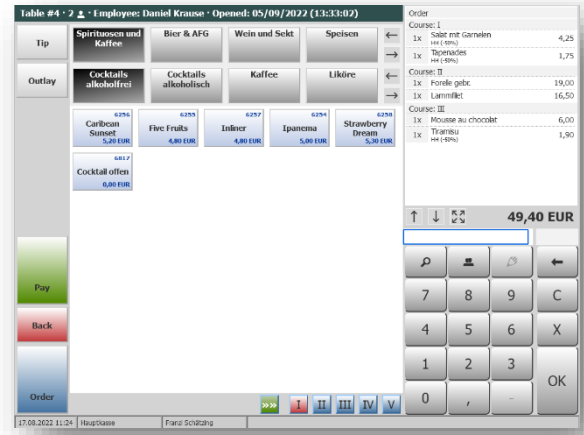 Table #4 · 2 · Employee: Daniel Krause · Opened: 05/09/2022 (13:33:02)
Tip
Outlay
Pay
Back
Order
Spirituosen und Kaffee
Bier & AFG
Wein und Sekt
Speisen
←
→
Cocktails alkoholfrei
Cocktails alkoholisch
Kaffee
Liköre
←
→
6256
Caribean Sunset
5,20 EUR
6255
Five Fruits
4,80 EUR
6257
Inliner
4,80 EUR
6254
Ipanema
5,00 EUR
6258
Strawberry Dream
5,30 EUR
6817
Cocktail offen
0,00 EUR
»»
I II III IV V
Order
Course: I
1x Salat mit Garnelen 4,25
HH (-50%)
1x Tapenades 1,75
HH (-50%)
Course: II
1x Forele gebr. 19,00
1x Lammfilet 16,50
Course: III
1x Mousse au chocolat 6,00
1x Tiramisu 1,90
HH (-50%)
↑ ↓ 49,40 EUR
←
7 8 9 C
4 5 6 X
1 2 3
OK
0 , -
17.08.2022 11:24 Hauptkasse Franzi Schätzing